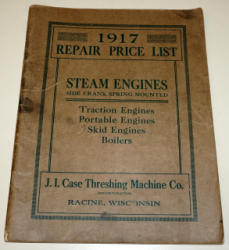 1917
REPAIR PRICE LIST
STEAM ENGINES
SIDE CRANK, SPRING MOUNTED
Traction Engines
Portable Engines
Skid Engines
Boilers
J. I. Case Threshing Machine Co.
RACINE, WISCONSIN